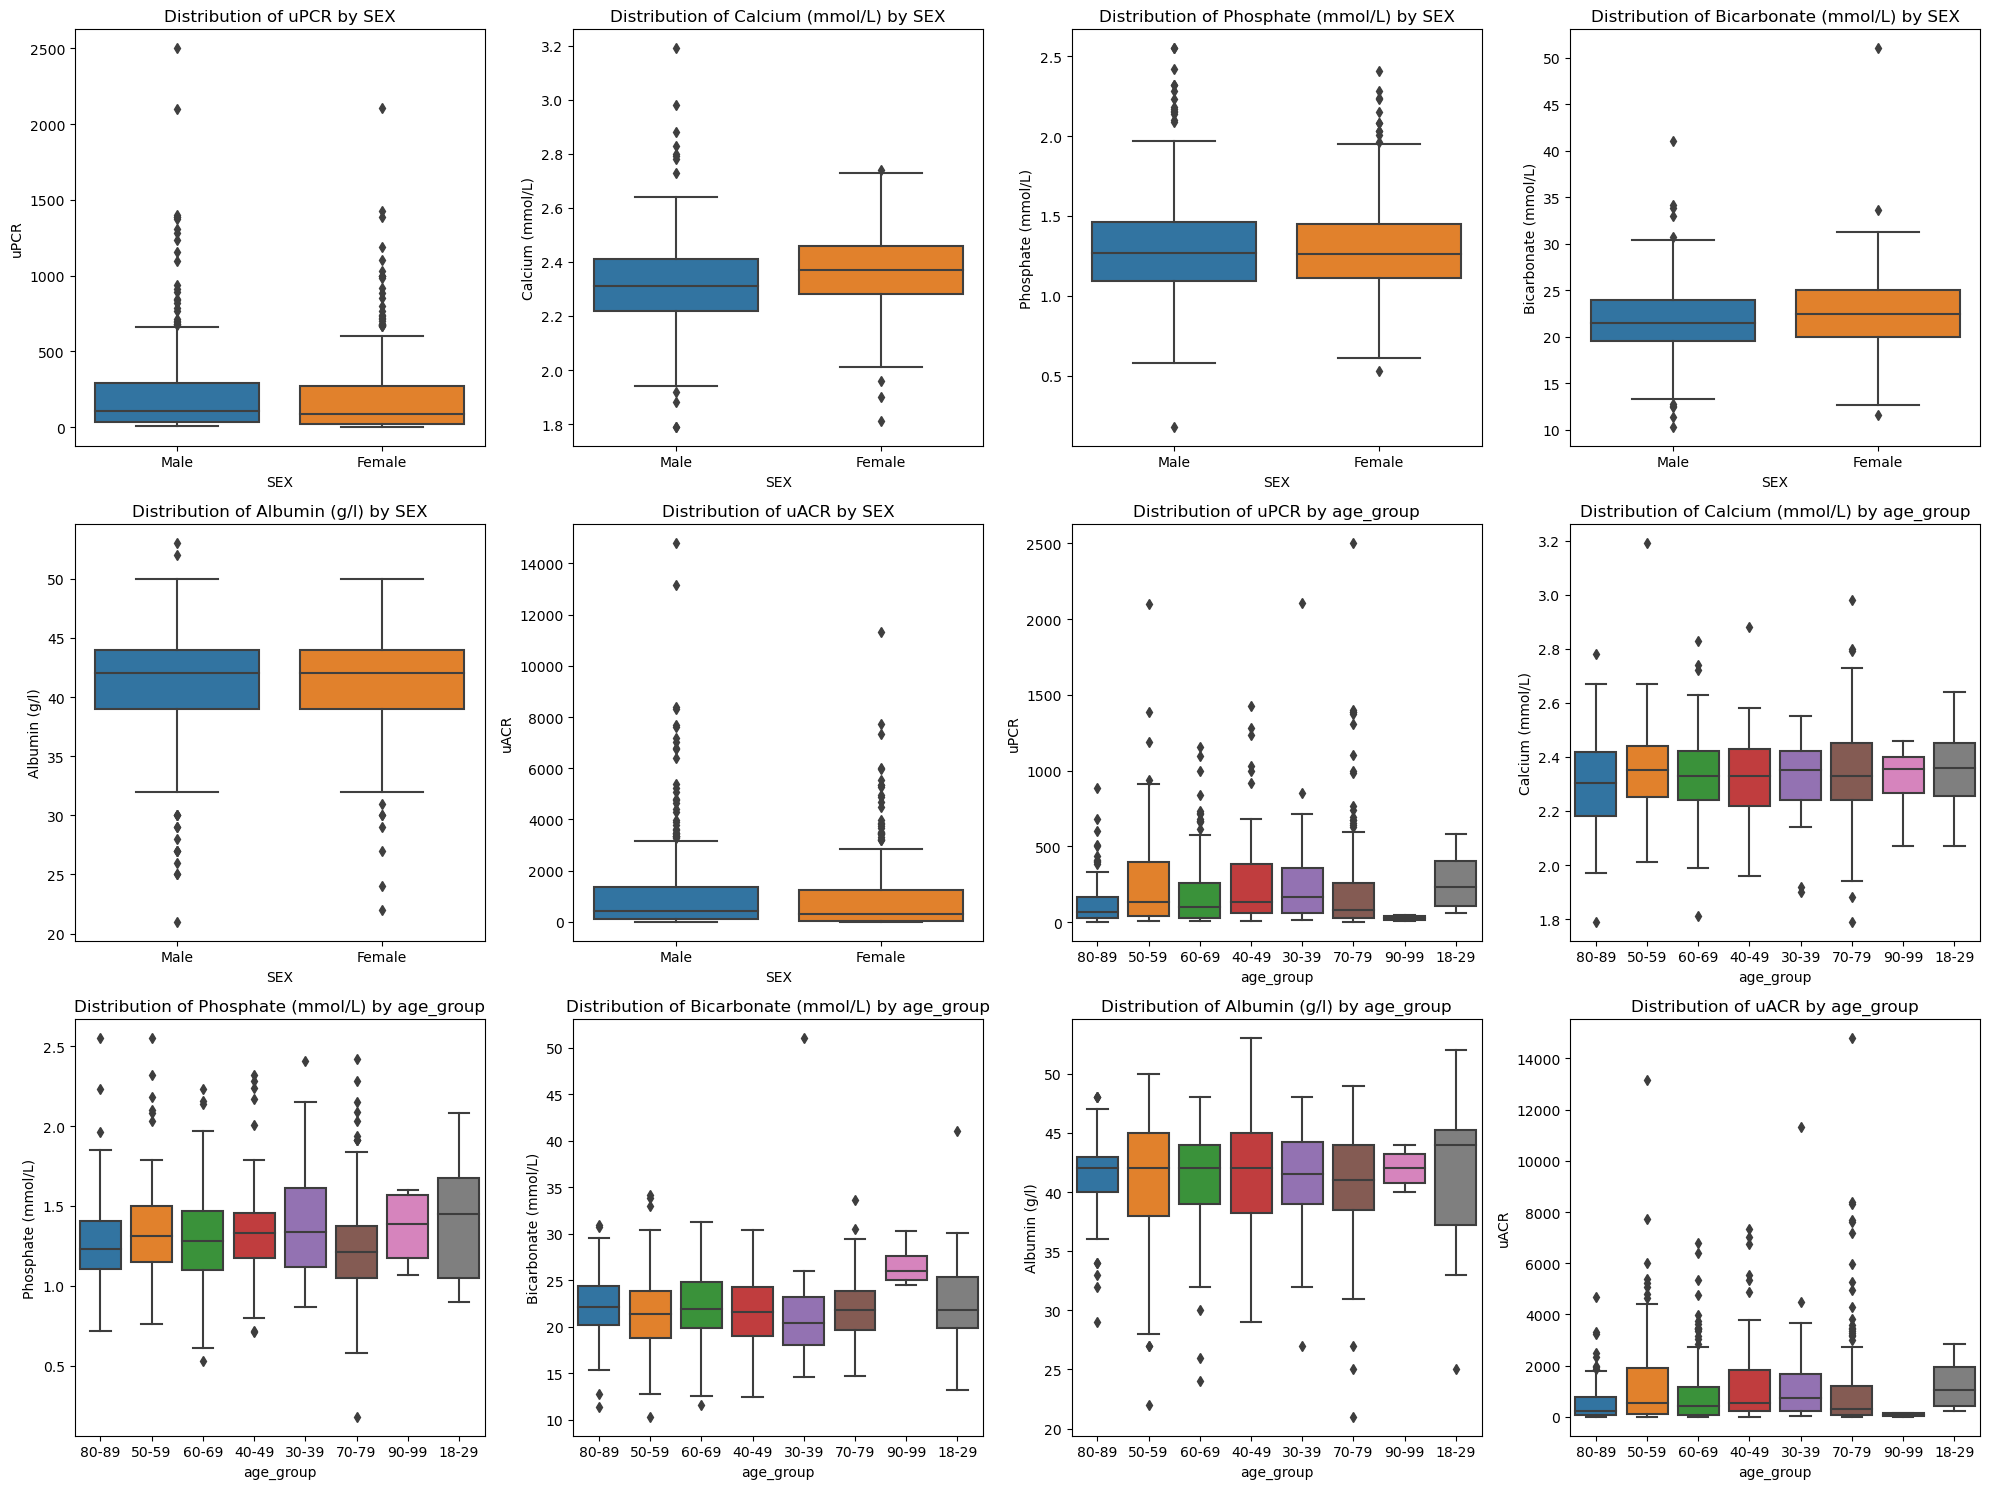 Distribution of uPCR by SEX
uPCR
2500
2000
1500
1000
500
0
Male Female
SEX
Distribution of Calcium (mmol/L) by SEX
Calcium (mmol/L)
3.2
3.0
2.8
2.6
2.4
2.2
2.0
1.8
Male Female
SEX
Distribution of Phosphate (mmol/L) by SEX
Phosphate (mmol/L)
2.5
2.0
1.5
1.0
0.5
Male Female
SEX
Distribution of Bicarbonate (mmol/L) by SEX
Bicarbonate (mmol/L)
50
45
40
35
30
25
20
15
10
Male Female
SEX
Distribution of Albumin (g/l) by SEX
Albumin (g/l)
50
45
40
35
30
25
20
Male Female
SEX
Distribution of uACR by SEX
uACR
14000
12000
10000
8000
6000
4000
2000
0
Male Female
SEX
Distribution of uPCR by age_group
uPCR
2500
2000
1500
1000
500
0
80-89 50-59 60-69 40-49 30-39 70-79 90-99 18-29
age_group
Distribution of Calcium (mmol/L) by age_group
Calcium (mmol/L)
3.2
3.0
2.8
2.6
2.4
2.2
2.0
1.8
80-89 50-59 60-69 40-49 30-39 70-79 90-99 18-29
age_group
Distribution of Phosphate (mmol/L) by age_group
Phosphate (mmol/L)
2.5
2.0
1.5
1.0
0.5
80-89 50-59 60-69 40-49 30-39 70-79 90-99 18-29
age_group
Distribution of Bicarbonate (mmol/L) by age_group
Bicarbonate (mmol/L)
50
45
40
35
30
25
20
15
10
80-89 50-59 60-69 40-49 30-39 70-79 90-99 18-29
age_group
Distribution of Albumin (g/l) by age_group
Albumin (g/l)
50
45
40
35
30
25
20
80-89 50-59 60-69 40-49 30-39 70-79 90-99 18-29
age_group
Distribution of uACR by age_group
uACR
14000
12000
10000
8000
6000
4000
2000
0
80-89 50-59 60-69 40-49 30-39 70-79 90-99 18-29
age_group